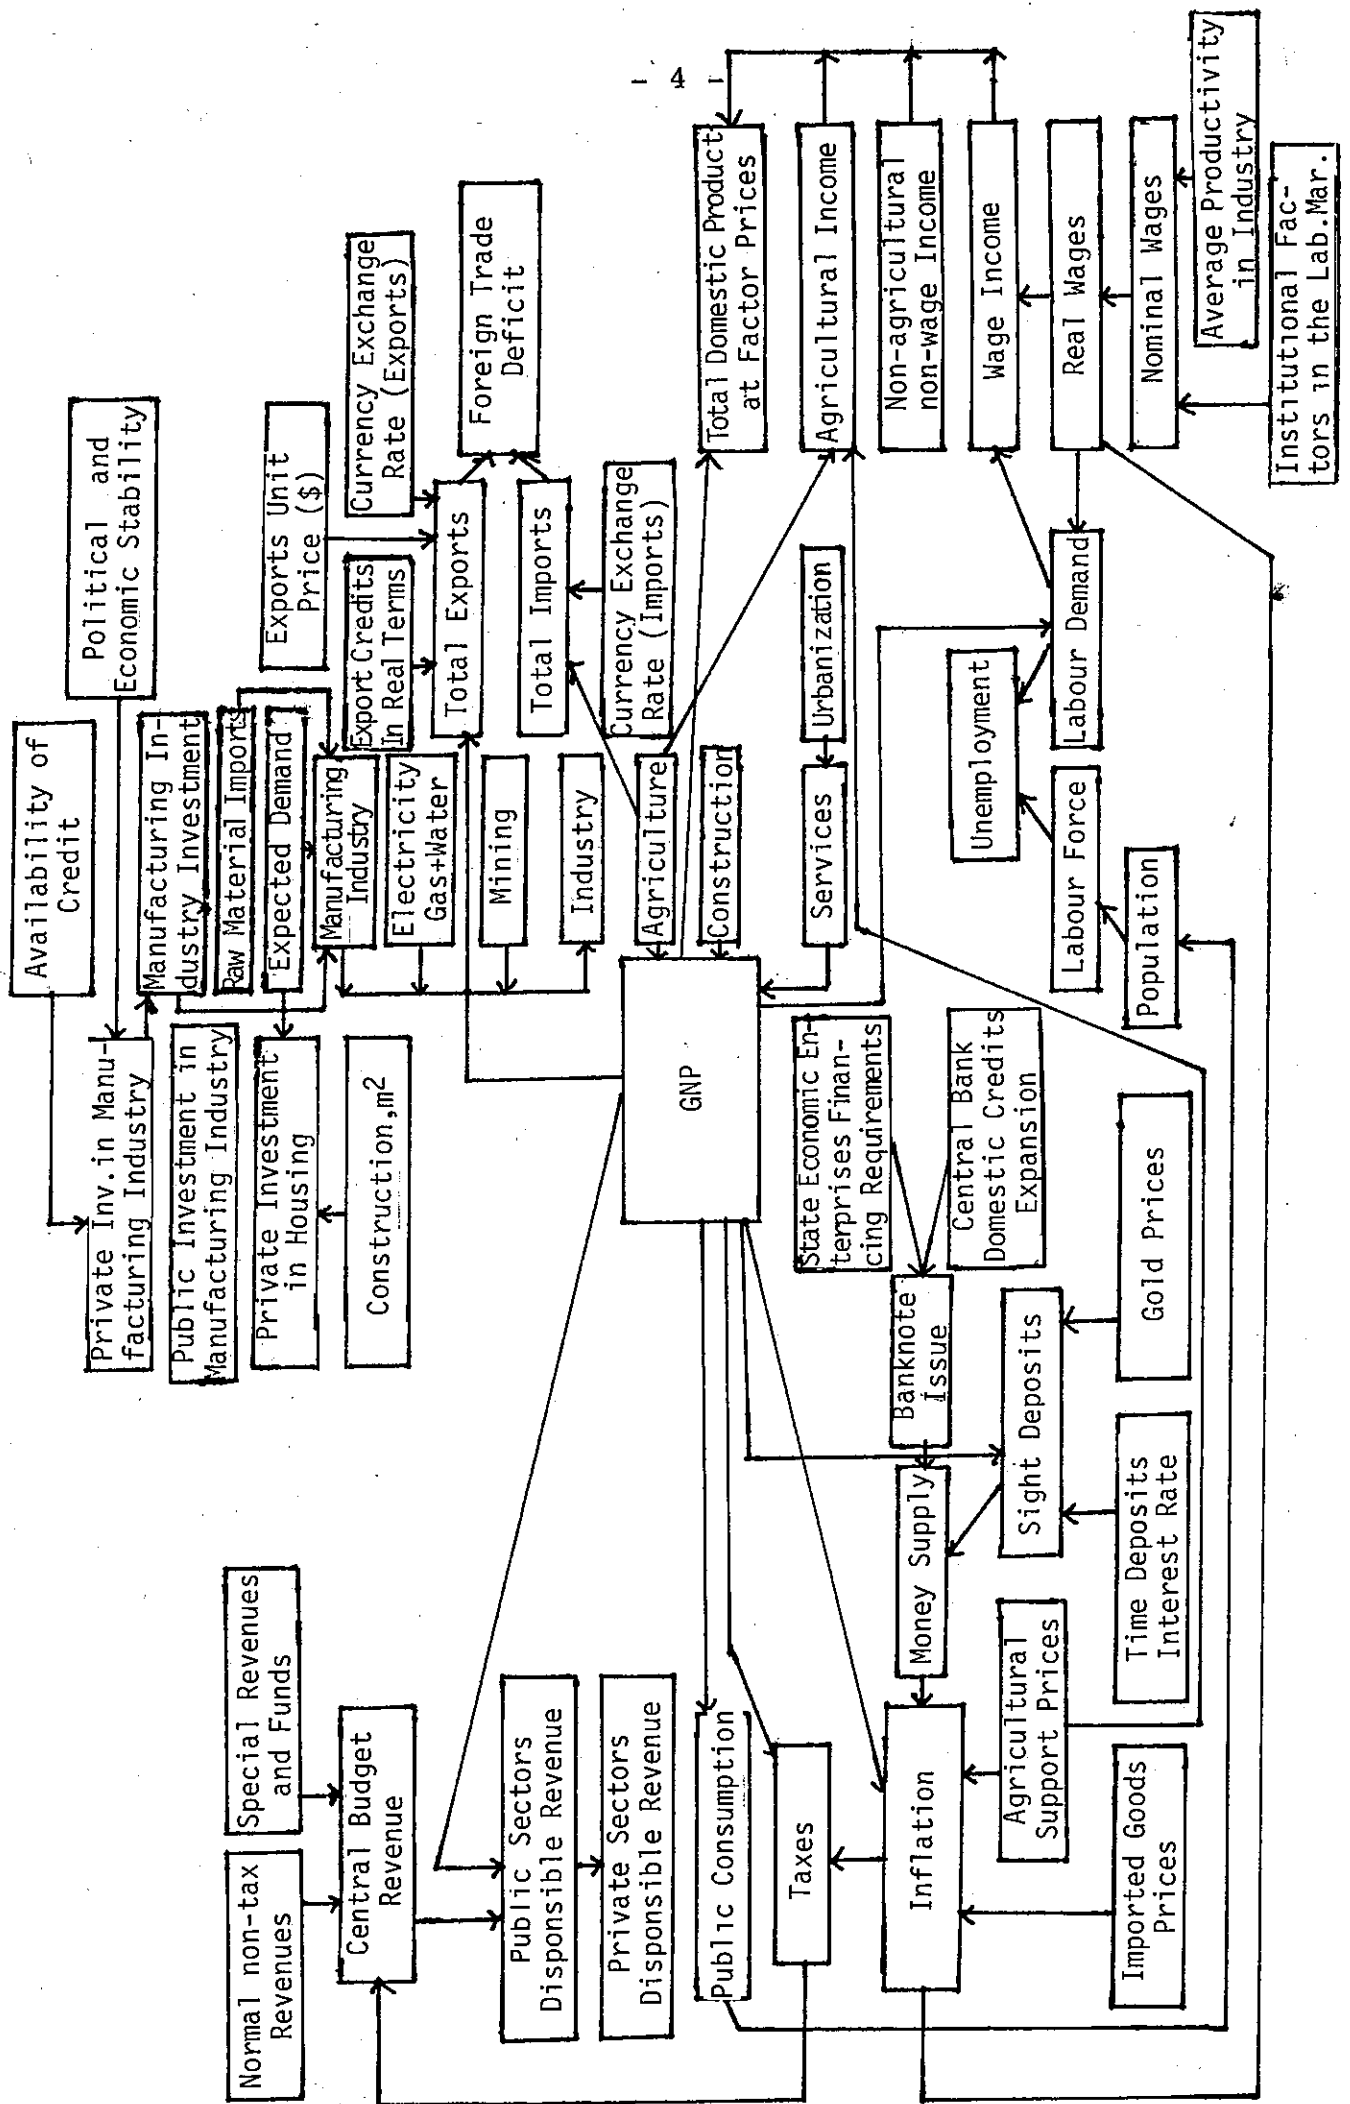 - 4 -
Normal non-tax
Revenues
Special Revenues
and Funds
Central Budget
Revenue
Public Sectors
Disponsible Revenue
Private Sectors
Disponsible Revenue
Public Consumption
Taxes
Inflation
Imported Goods
Prices
Agricultural
Support Prices
Money Supply
Banknote
Issue
Sight Deposits
Time Deposits
Interest Rate
Gold Prices
State Economic En-
terprises Finan-
cing Requirements
Central Bank
Domestic Credits
Expansion
GNP
Availability of
Credit
Political and
Economic Stability
Private Inv.in Manu-
facturing Industry
Public Investment in
Manufacturing Industry
Private Investment
in Housing
Construction,m²
Manufacturing In-
dustry Investment
Raw Material Imports
Expected Demand
Manufacturing
Industry
Electricity
Gas+Water
Mining
Industry
Agriculture
Construction
Services
Urbanization
Exports Unit
Price ($)
Currency Exchange
Rate (Exports)
Export Credits
In Real Terms
Total Exports
Total Imports
Foreign Trade
Deficit
Currency Exchange
Rate (Imports)
Unemployment
Labour Force
Labour Demand
Population
Total Domestic Product
at Factor Prices
Agricultural Income
Non-agricultural
non-wage Income
Wage Income
Real Wages
Nominal Wages
Average Productivity
in Industry
Institutional Fac-
tors in the Lab.Mar.